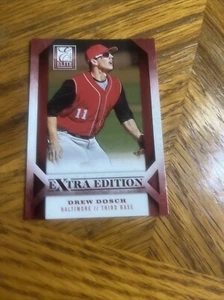 ELITE
11
EXTRA EDITION
DREW DOSCH
BALTIMORE // THIRD BASE